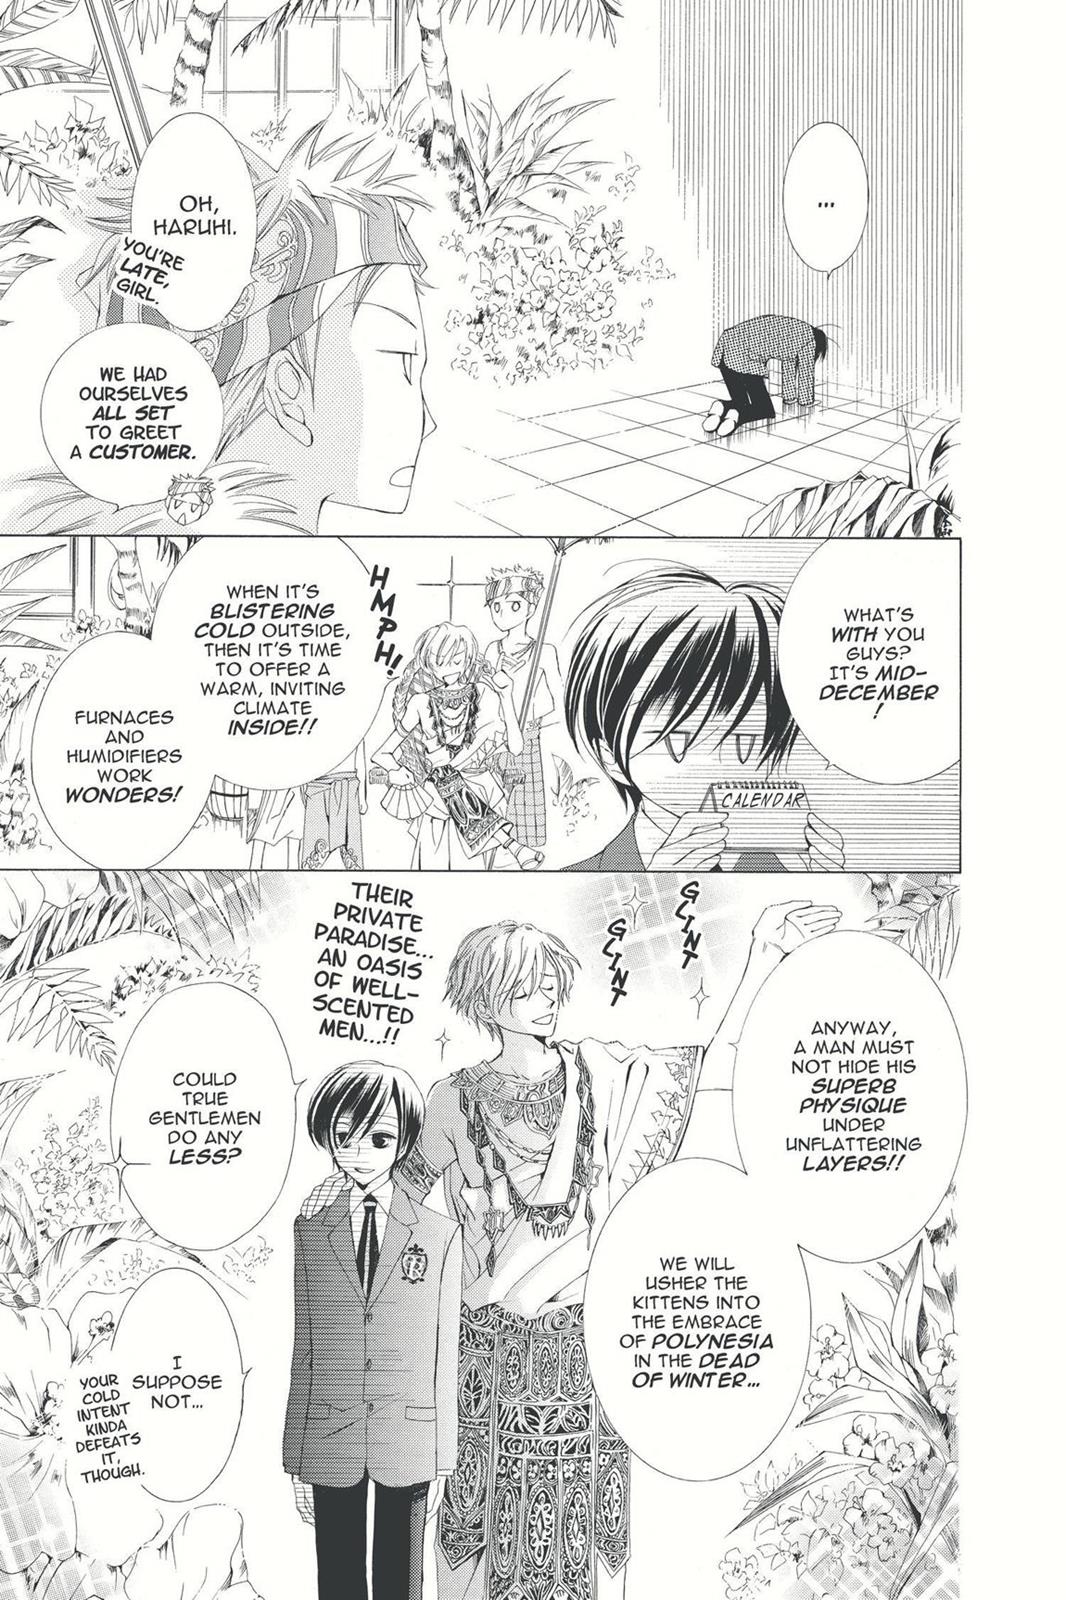 ...
OH,
HARUHI.
YOU'RE
LATE,
GIRL.
WE HAD
OURSELVES
ALL SET
TO GREET
A CUSTOMER.
WHAT'S
WITH YOU
GUYS?
IT'S MID-
DECEMBER
!
CALENDAR
HMPH!
WHEN IT'S
BLISTERING
COLD OUTSIDE,
THEN IT'S TIME
TO OFFER A
WARM, INVITING
CLIMATE
INSIDE!!
FURNACES
AND
HUMIDIFIERS
WORK
WONDERS!
GLINT
GLINT
ANYWAY,
A MAN MUST
NOT HIDE HIS
SUPERB
PHYSIQUE
UNDER
UNFLATTERING
LAYERS!!
WE WILL
USHER THE
KITTENS INTO
THE EMBRACE
OF POLYNESIA
IN THE DEAD
OF WINTER...
THEIR
PRIVATE
PARADISE...
AN OASIS
OF WELL-
SCENTED
MEN...!!
COULD
TRUE
GENTLEMEN
DO ANY
LESS?
R
I
SUPPOSE
NOT...
YOUR
COLD
INTENT
KINDA
DEFEATS
IT,
THOUGH.